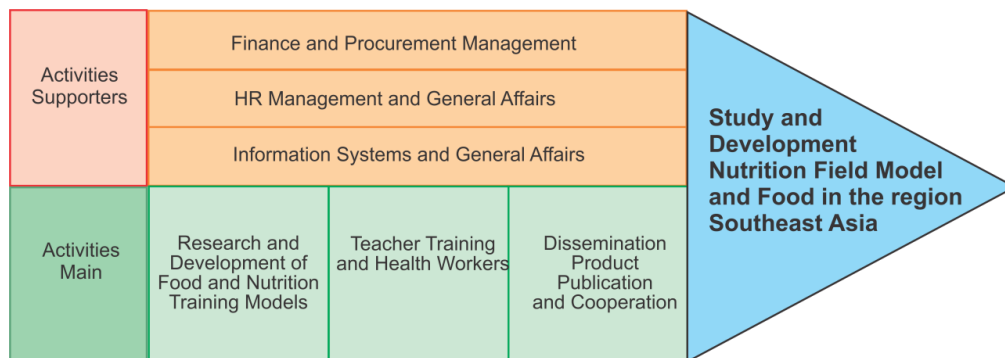 Activities
Supporters
Finance and Procurement Management
HR Management and General Affairs
Information Systems and General Affairs
Activities
Main
Research and
Development of
Food and Nutrition
Training Models
Teacher Training
and Health Workers
Dissemination
Product
Publication
and Cooperation
Study and
Development
Nutrition Field Model
and Food in the region
Southeast Asia